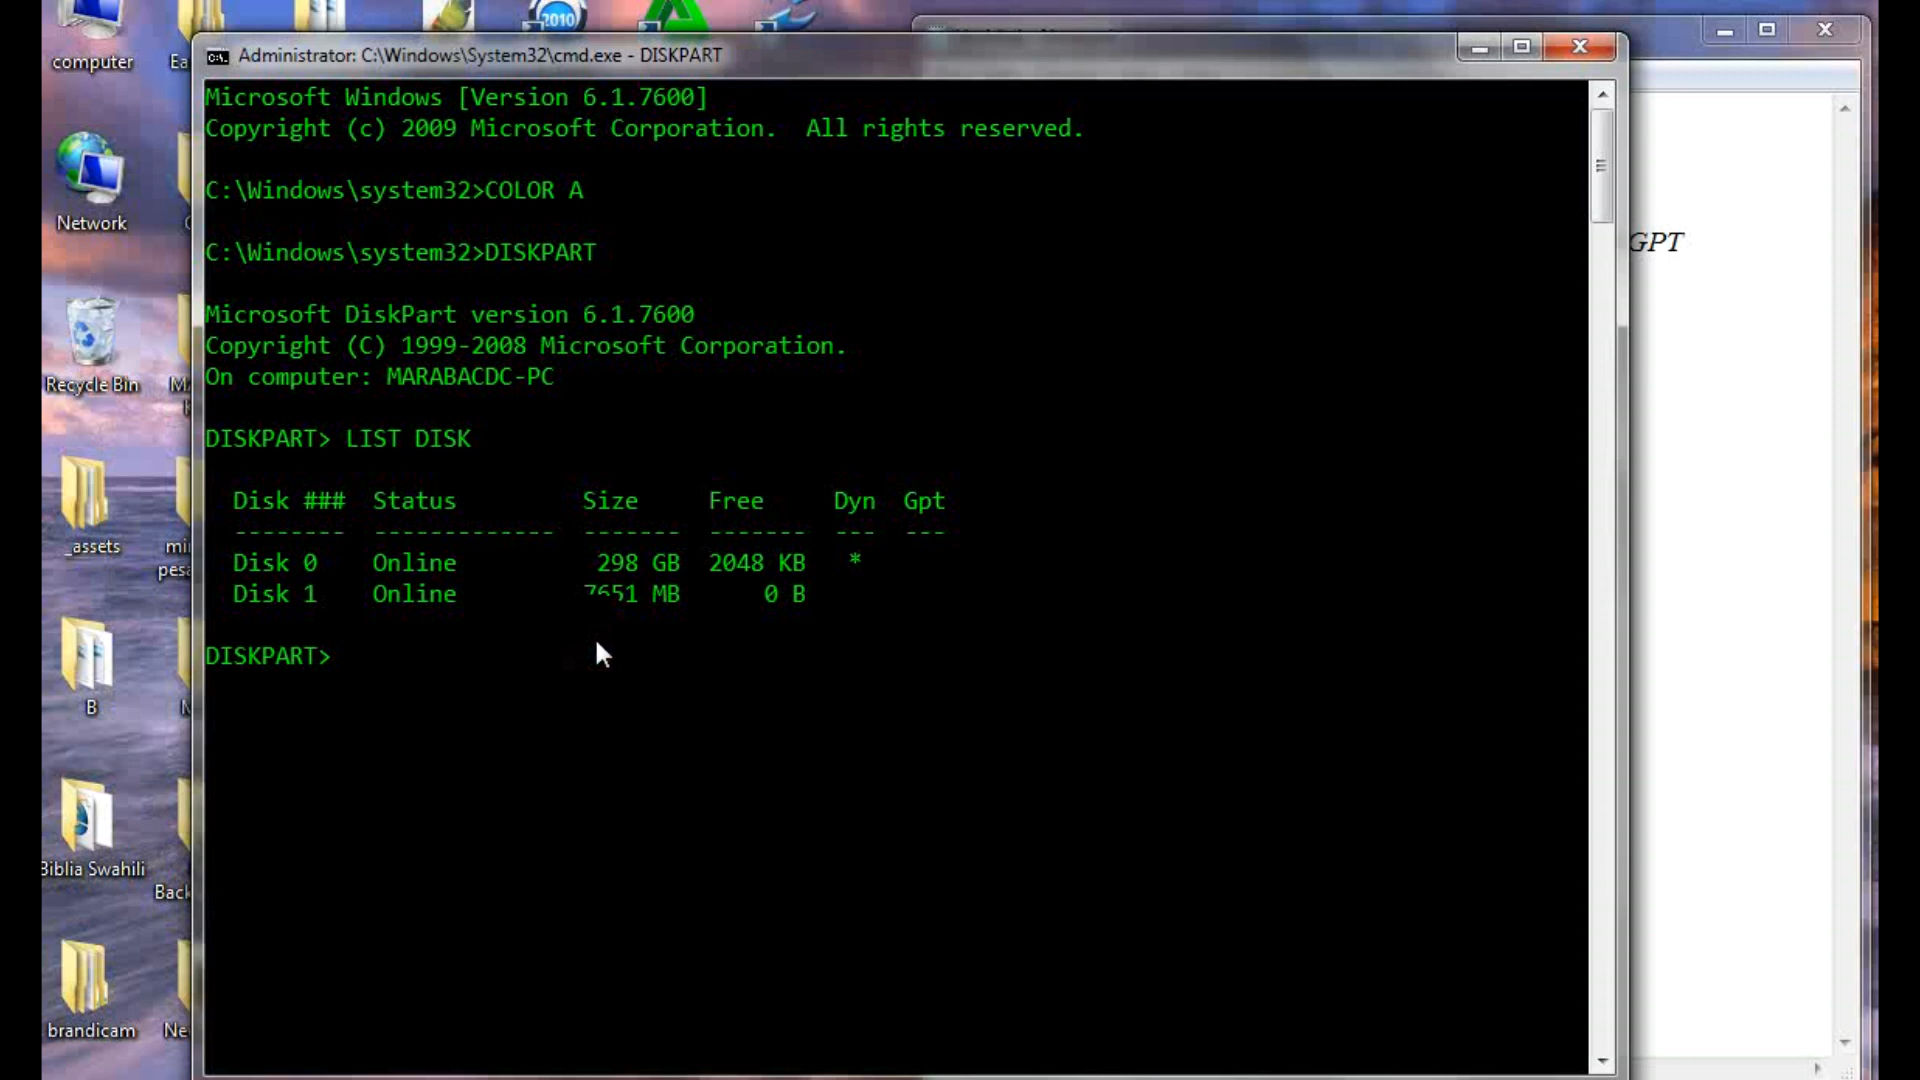 computer
Network
Recycle Bin
_assets
B
Biblia Swahili
Back
brandicam
Ne
2010
Administrator: C:\Windows\System32\cmd.exe - DISKPART
Microsoft Windows [Version 6.1.7600]
Copyright (c) 2009 Microsoft Corporation.  All rights reserved.
C:\Windows\system32>COLOR A
C:\Windows\system32>DISKPART
Microsoft DiskPart version 6.1.7600
Copyright (C) 1999-2008 Microsoft Corporation.
On computer: MARABACDC-PC
DISKPART> LIST DISK
Disk ###  Status         Size     Free     Dyn  Gpt
--------  -------------  -------  -------  ---  ---
Disk 0    Online          298 GB  2048 KB   *
Disk 1    Online         7651 MB      0 B
DISKPART>
GPT